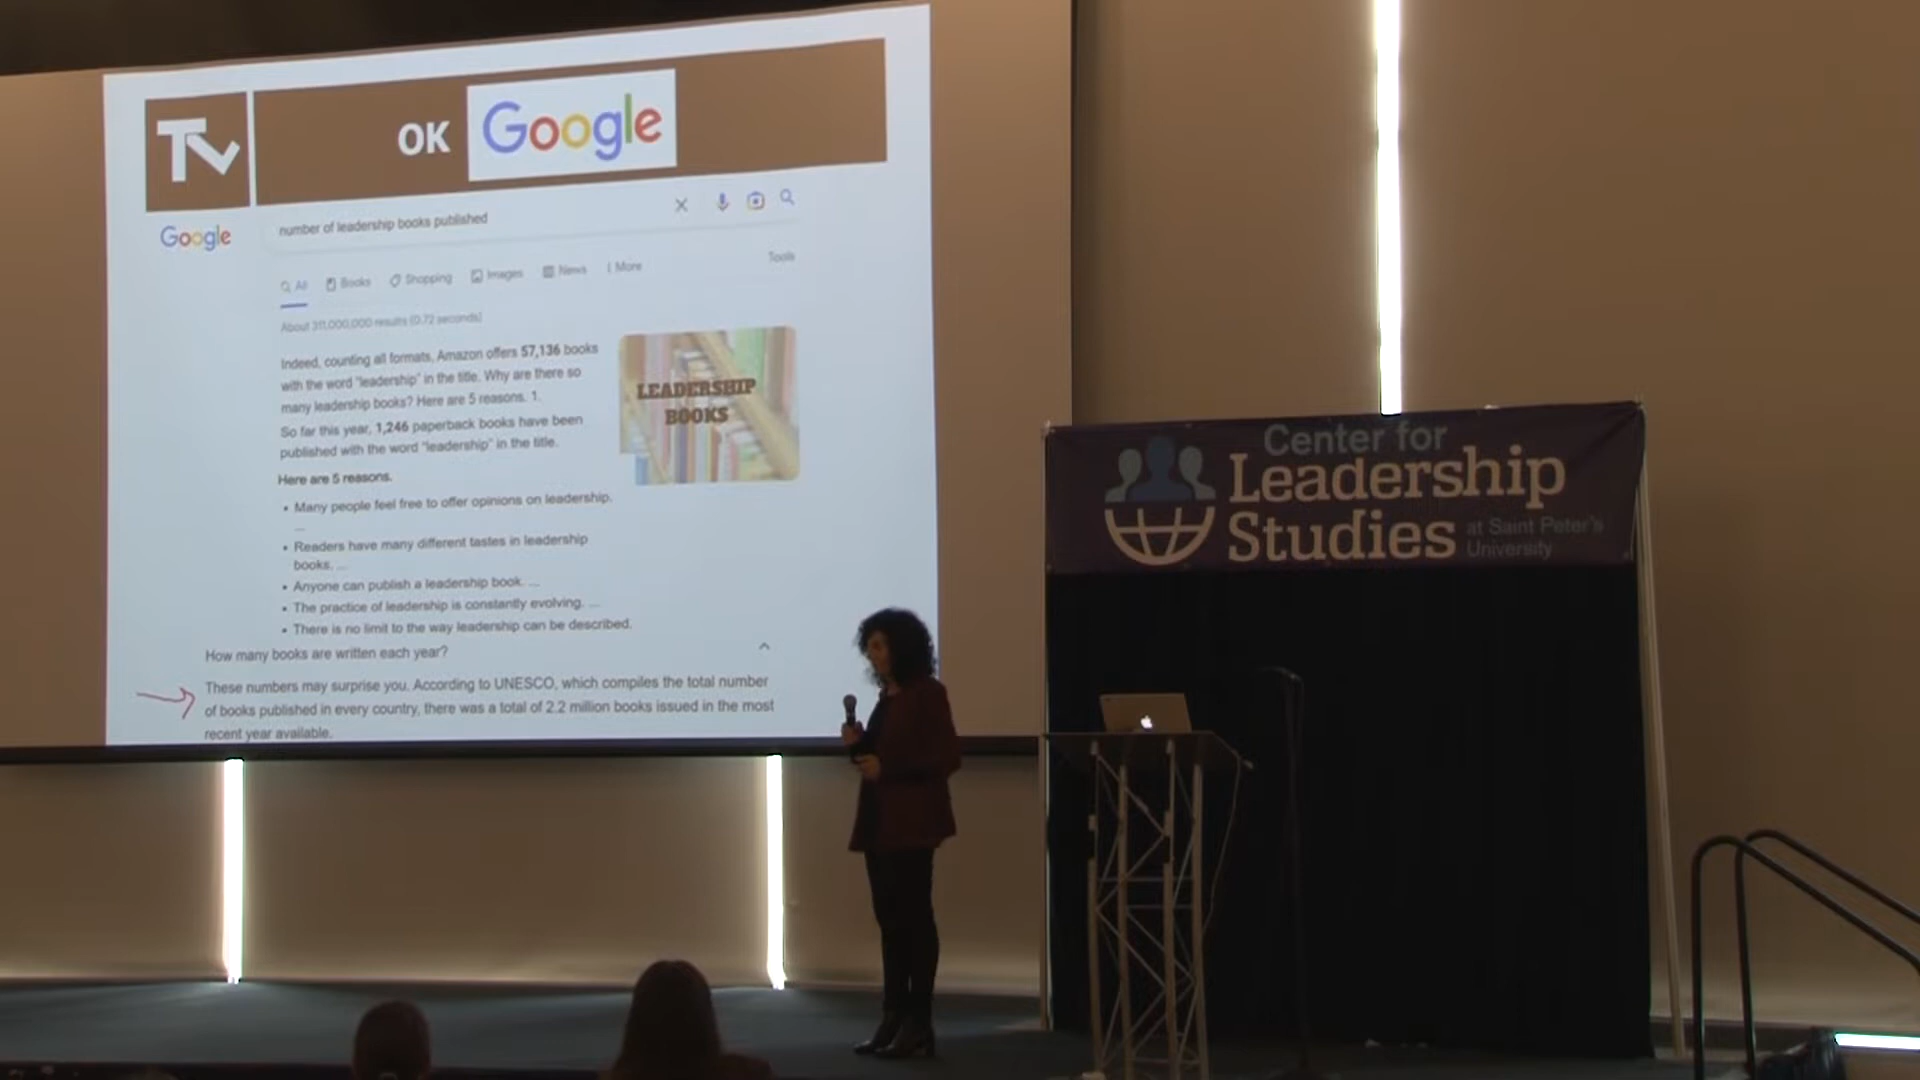 TV
OK Google
Google
number of leadership books published
All Books Shopping Images News More
Tools
About 311,000,000 results (0.72 seconds)
Indeed, counting all formats, Amazon offers 57,136 books
with the word "leadership" in the title. Why are there so
many leadership books? Here are 5 reasons. 1.
So far this year, 1,246 paperback books have been
published with the word "leadership" in the title.
LEADERSHIP
BOOKS
Here are 5 reasons.
• Many people feel free to offer opinions on leadership.
...
• Readers have many different tastes in leadership
books. ...
• Anyone can publish a leadership book. ...
• The practice of leadership is constantly evolving. ...
• There is no limit to the way leadership can be described.
How many books are written each year?
These numbers may surprise you. According to UNESCO, which compiles the total number
of books published in every country, there was a total of 2.2 million books issued in the most
recent year available.
Center for
Leadership
Studies
at Saint Peter's
University